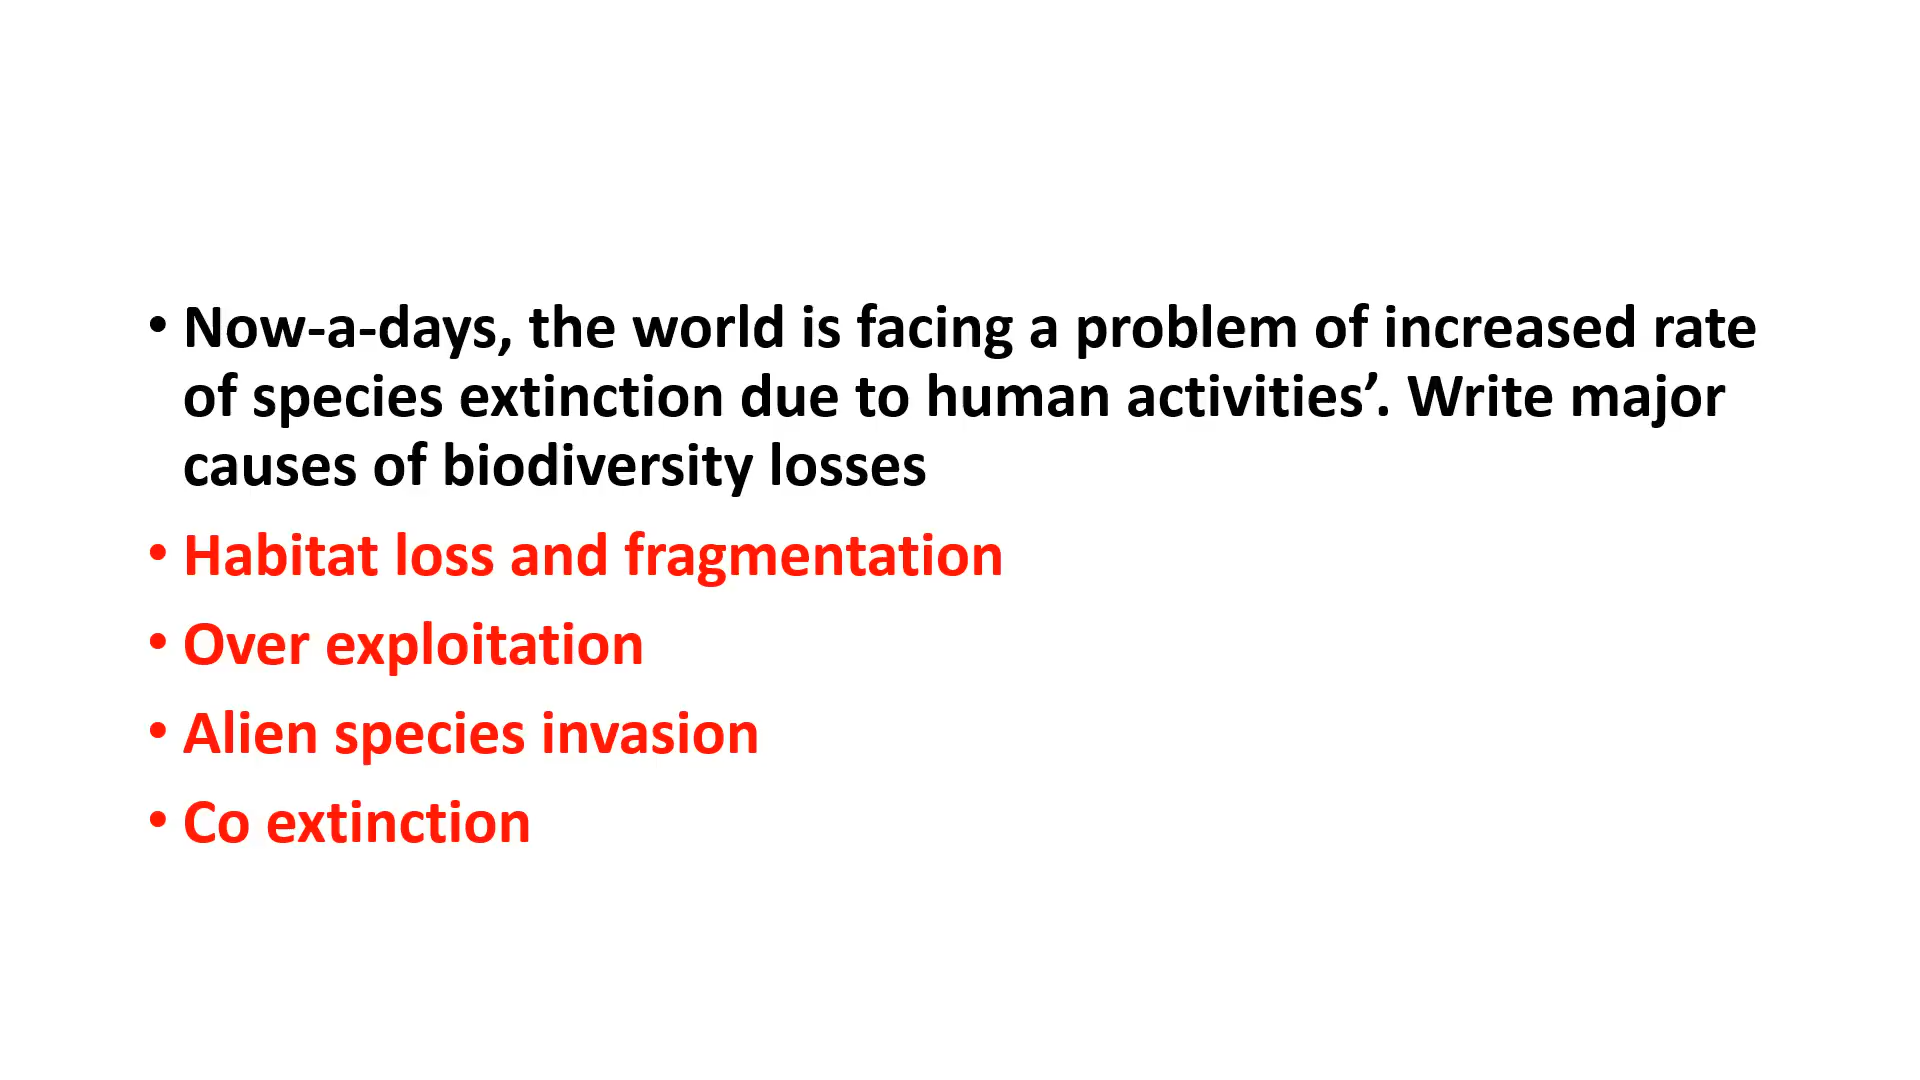 • Now-a-days, the world is facing a problem of increased rate
of species extinction due to human activities’. Write major
causes of biodiversity losses
• Habitat loss and fragmentation
• Over exploitation
• Alien species invasion
• Co extinction